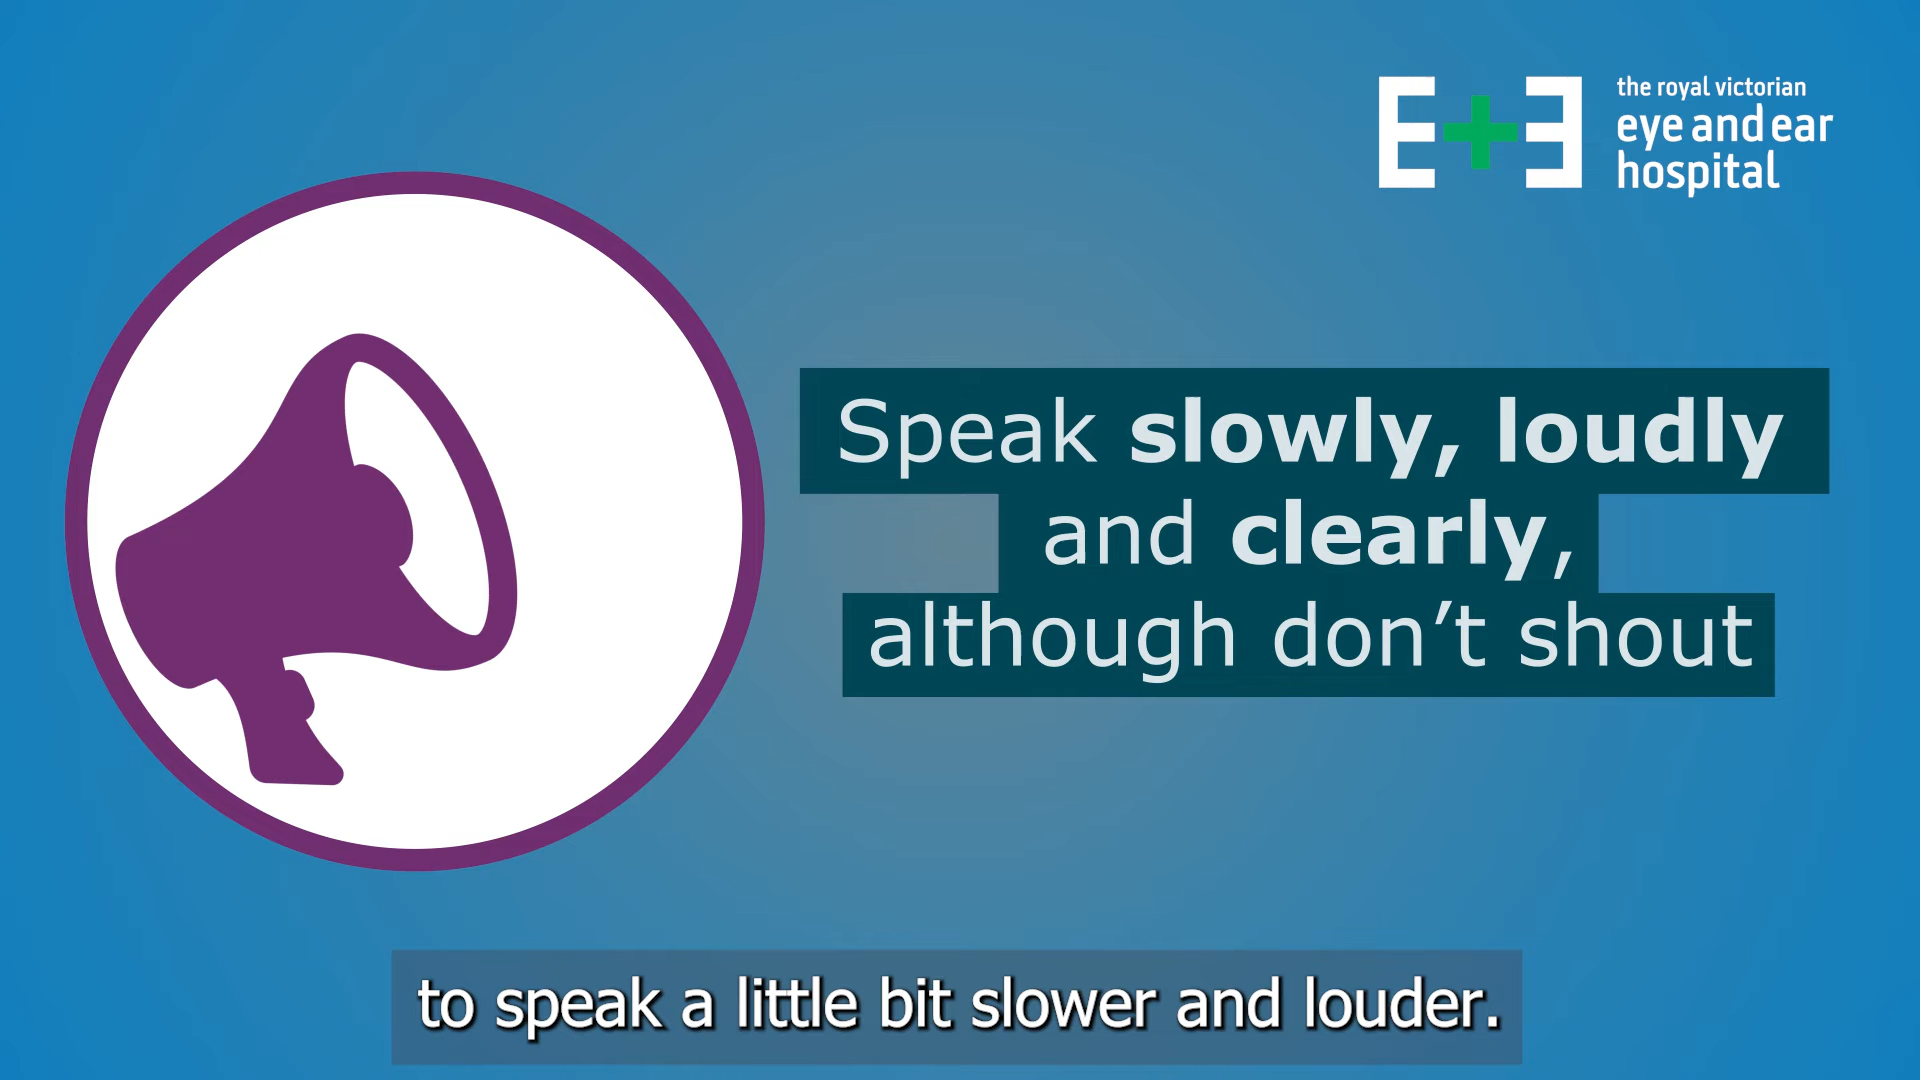 the royal victorian
eye and ear
hospital
Speak slowly, loudly
and clearly,
although don’t shout
to speak a little bit slower and louder.